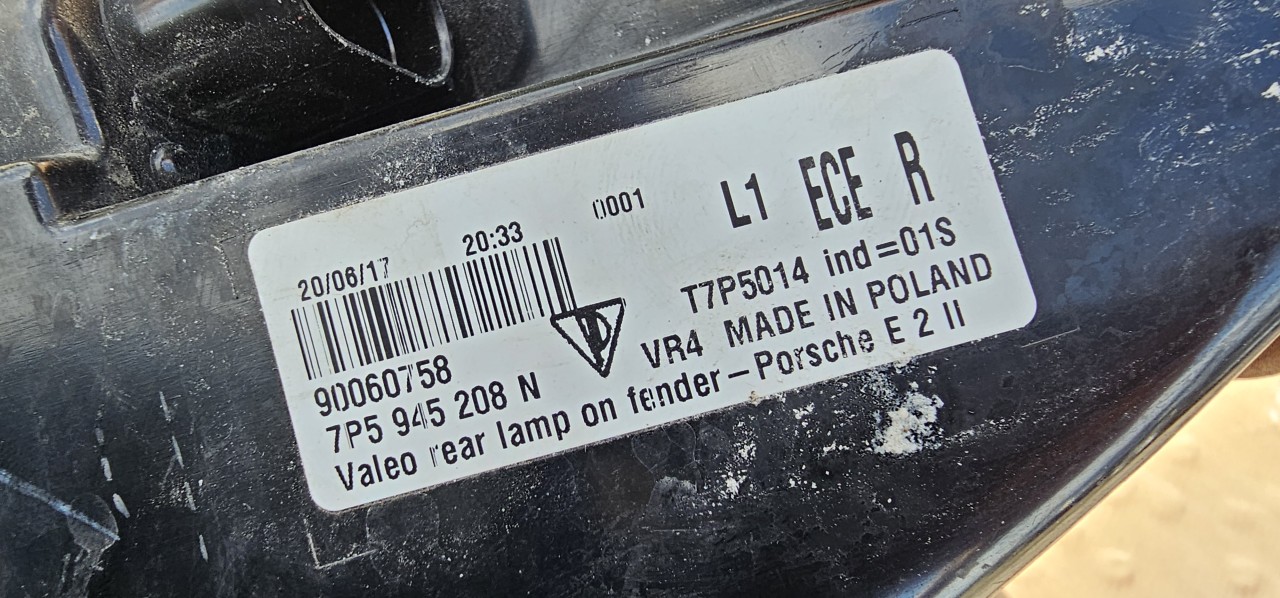 0001 L1 ECE R
20/06/17 20:33
T7P5014 ind=01S
90060758 VR4 MADE IN POLAND
7P5 945 208 N
Valeo rear lamp on fender-Porsche E 2 II